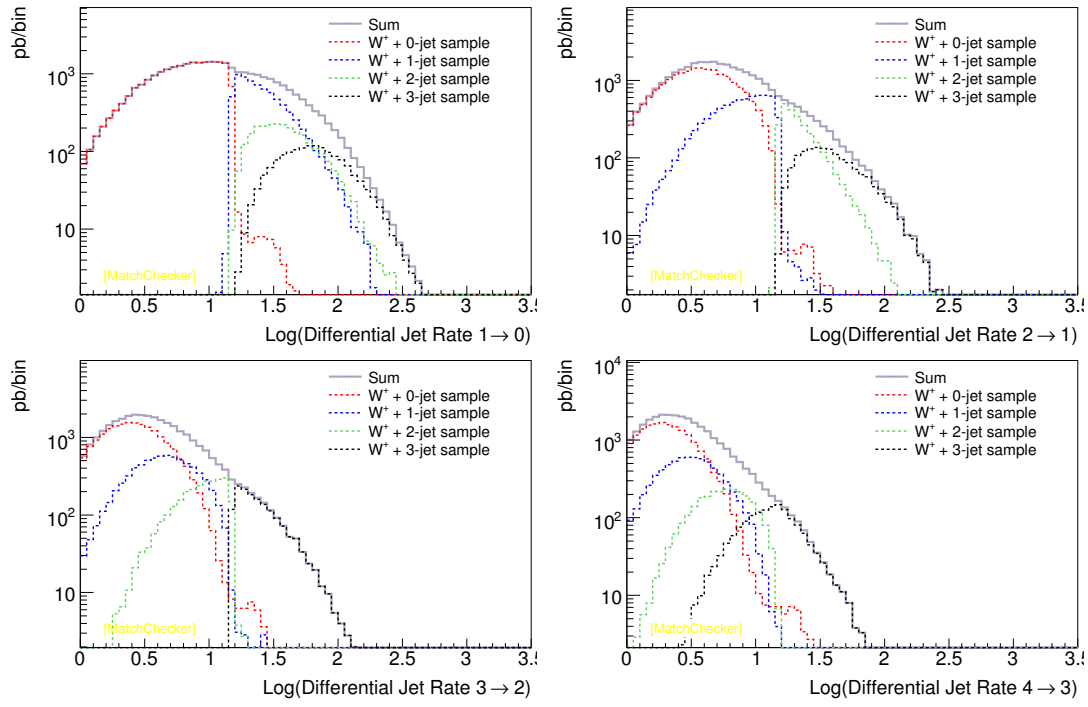 pb/bin
10³
10²
10
Sum
W⁺ + 0-jet sample
W⁺ + 1-jet sample
W⁺ + 2-jet sample
W⁺ + 3-jet sample
[MatchChecker]
0 0.5 1 1.5 2 2.5 3 3.5
Log(Differential Jet Rate 1→0)
pb/bin
10³
10²
10
Sum
W⁺ + 0-jet sample
W⁺ + 1-jet sample
W⁺ + 2-jet sample
W⁺ + 3-jet sample
[MatchChecker]
0 0.5 1 1.5 2 2.5 3 3.5
Log(Differential Jet Rate 2→1)
pb/bin
10³
10²
10
Sum
W⁺ + 0-jet sample
W⁺ + 1-jet sample
W⁺ + 2-jet sample
W⁺ + 3-jet sample
[MatchChecker]
0 0.5 1 1.5 2 2.5 3 3.5
Log(Differential Jet Rate 3→2)
pb/bin
10⁴
10³
10²
10
Sum
W⁺ + 0-jet sample
W⁺ + 1-jet sample
W⁺ + 2-jet sample
W⁺ + 3-jet sample
[MatchChecker]
0 0.5 1 1.5 2 2.5 3 3.5
Log(Differential Jet Rate 4→3)